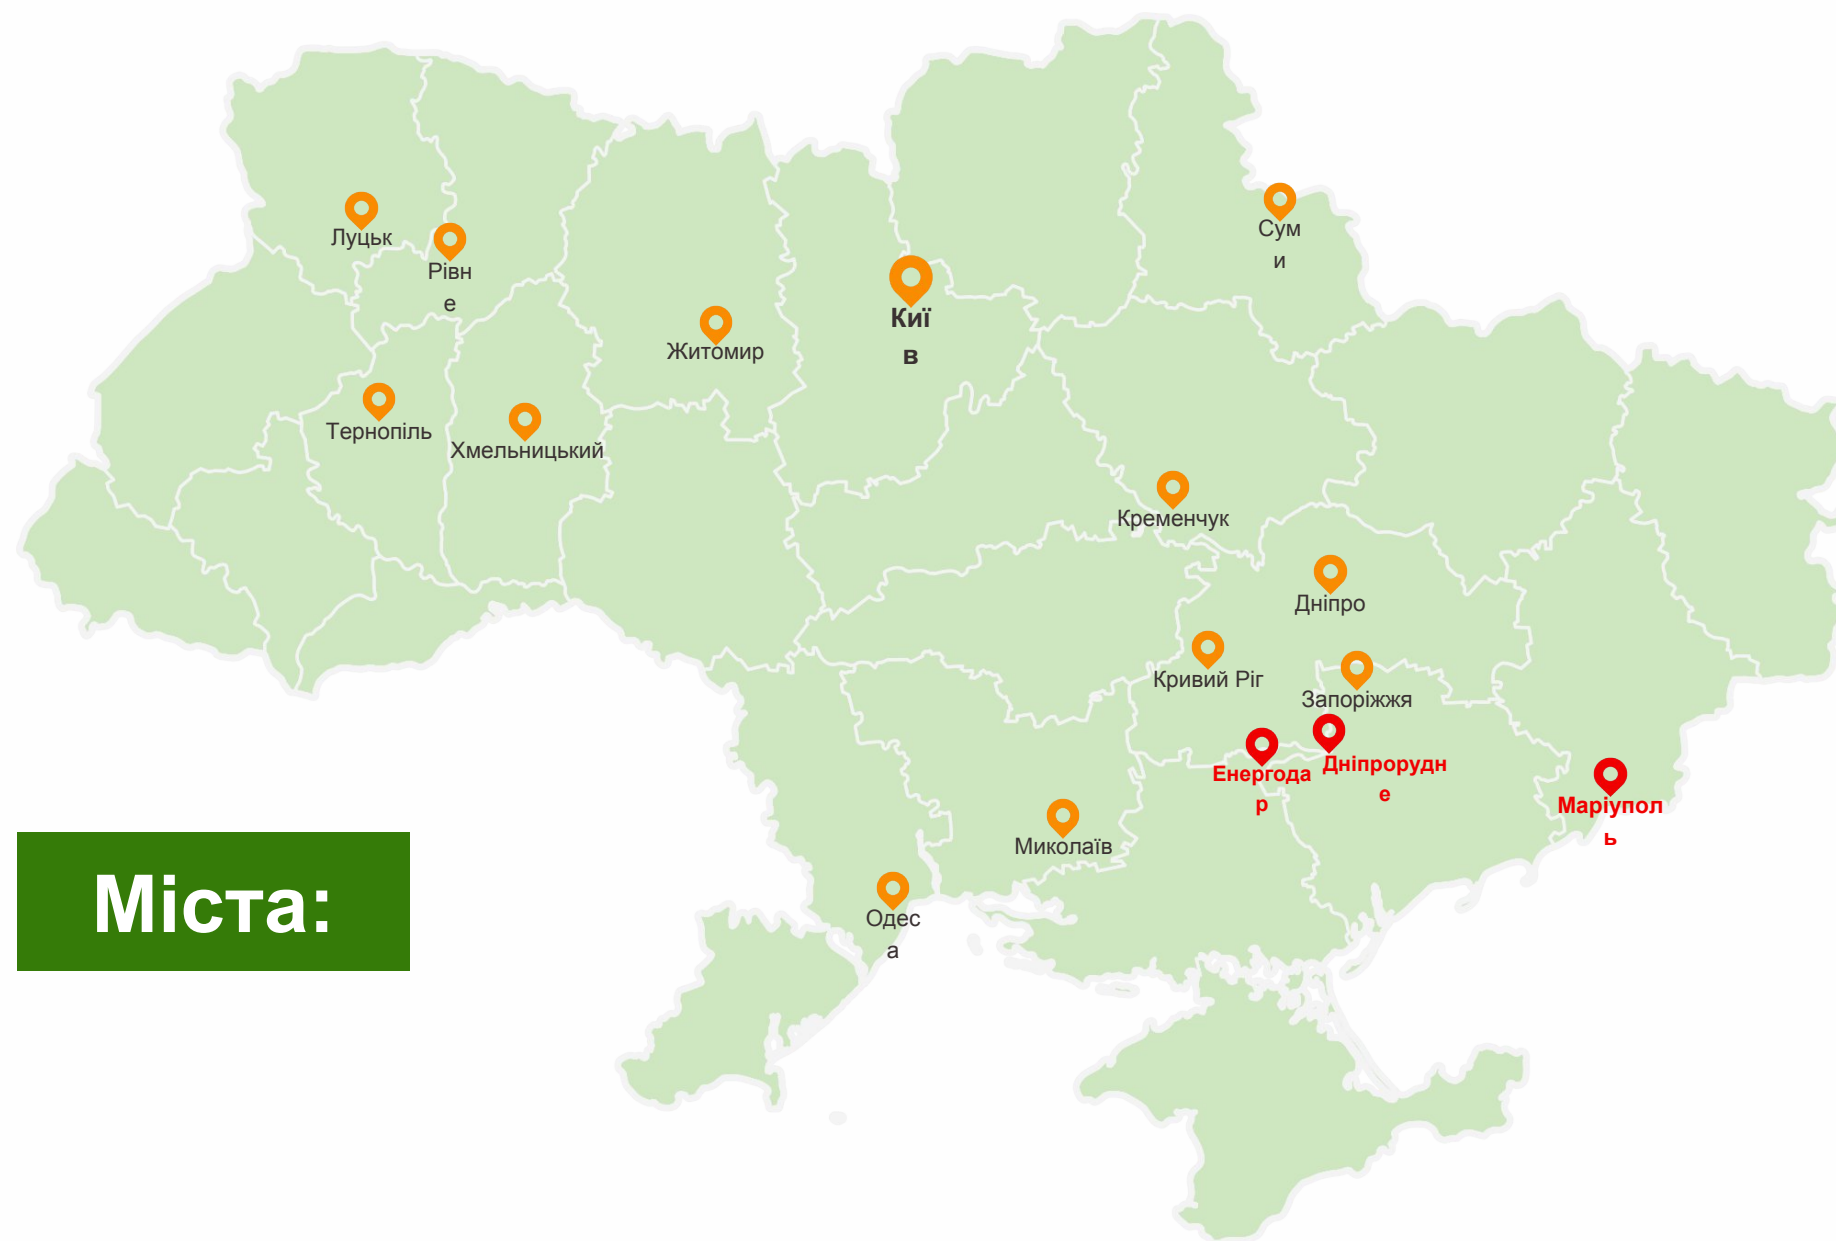 Луцьк
Рівн
е
Сум
и
Киї
в
Житомир
Тернопіль
Хмельницький
Кременчук
Дніпро
Кривий Ріг
Запоріжжя
Енергода
р
Дніпрорудн
е
Маріупол
ь
Миколаїв
Одес
а
Міста: